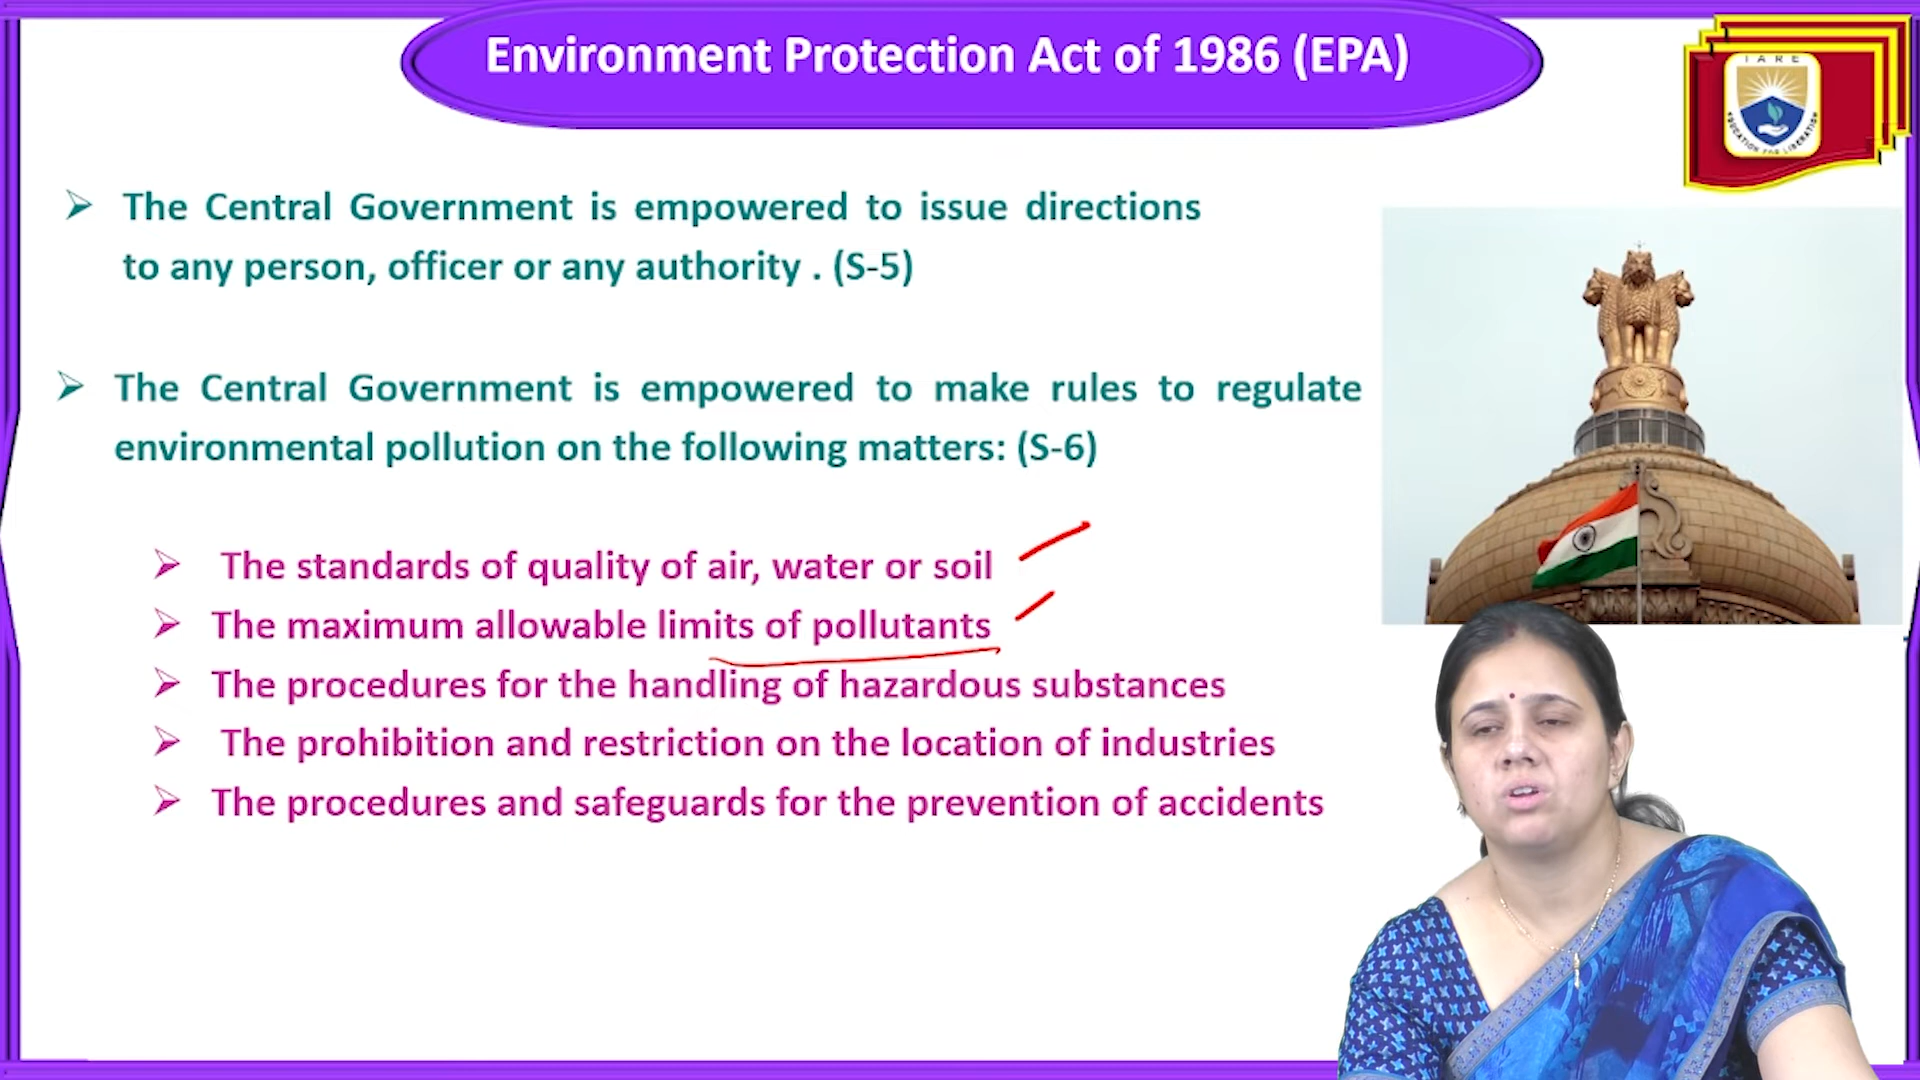 Environment Protection Act of 1986 (EPA)
IARE
EDUCATION FOR LIBERATION
➢ The Central Government is empowered to issue directions
to any person, officer or any authority . (S-5)
➢ The Central Government is empowered to make rules to regulate
environmental pollution on the following matters: (S-6)
➢ The standards of quality of air, water or soil
➢ The maximum allowable limits of pollutants
➢ The procedures for the handling of hazardous substances
➢ The prohibition and restriction on the location of industries
➢ The procedures and safeguards for the prevention of accidents